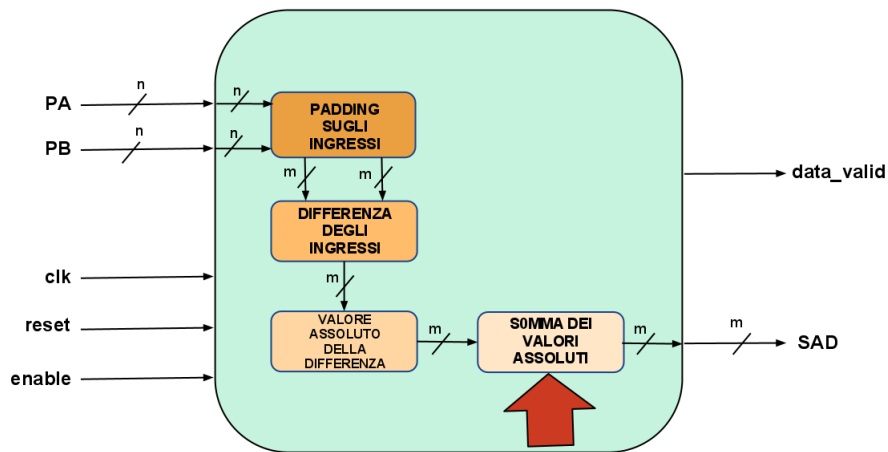 PA
n
n
PADDING
SUGLI
INGRESSI
PB
n
n
m
m
data_valid
DIFFERENZA
DEGLI
INGRESSI
clk
m
reset
VALORE
ASSOLUTO
DELLA
DIFFERENZA
m
S0MMA DEI
VALORI
ASSOLUTI
m
m
SAD
enable